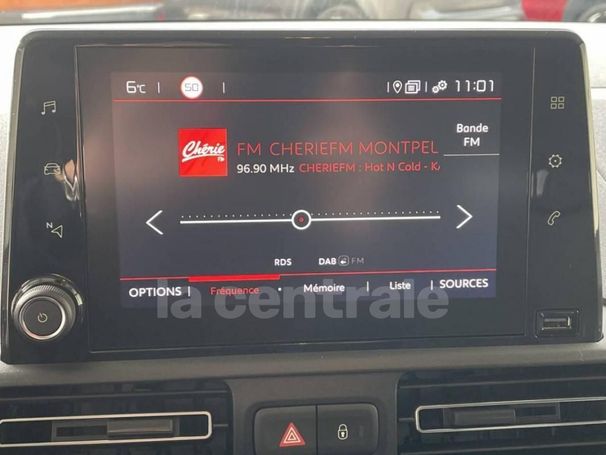 6°C
50
11:01
Chérie FM
FM CHERIEFM MONTPEL
Bande
FM
96.90 MHz CHERIEFM : Hot N Cold - K
N
RDS DAB FM
OPTIONS Fréquence Mémoire Liste SOURCES
la centrale